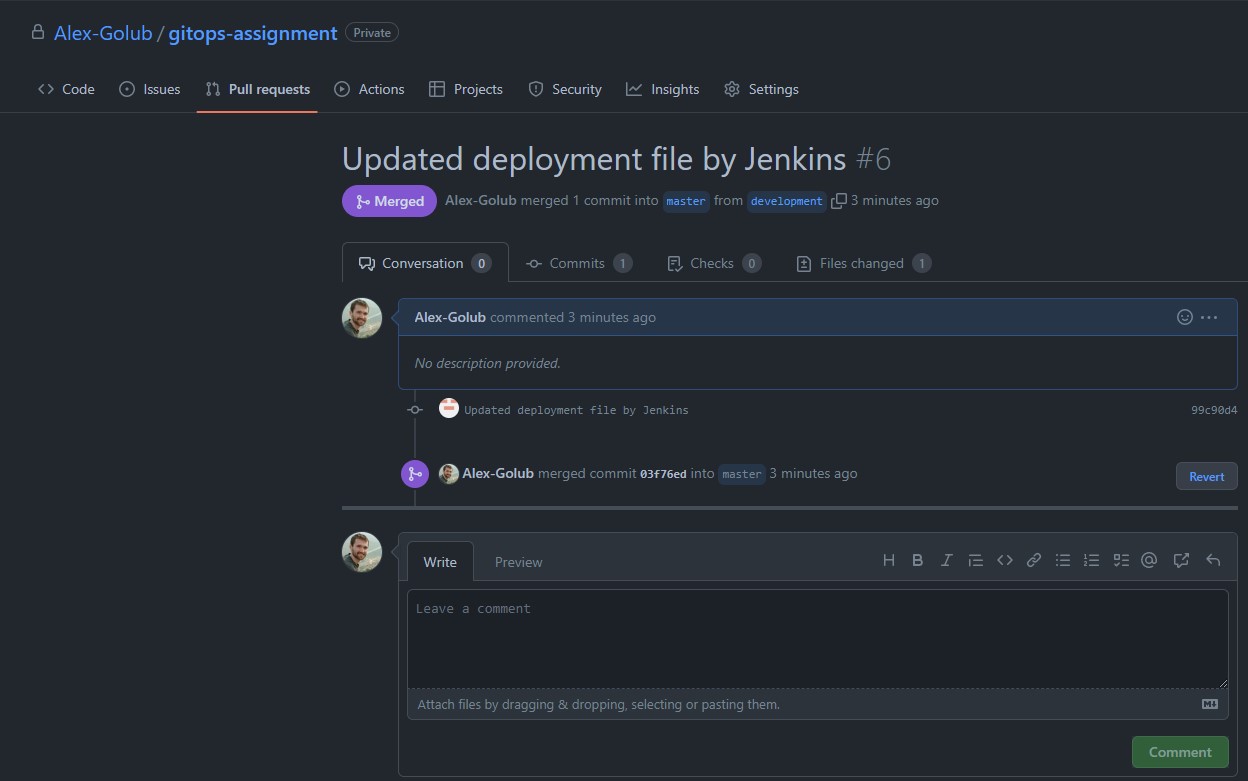 Alex-Golub / gitops-assignment Private
Code Issues Pull requests Actions Projects Security Insights Settings
Updated deployment file by Jenkins #6
Merged Alex-Golub merged 1 commit into master from development 3 minutes ago
Conversation 0 Commits 1 Checks 0 Files changed 1
Alex-Golub commented 3 minutes ago
No description provided.
Updated deployment file by Jenkins 99c90d4
Alex-Golub merged commit 03f76ed into master 3 minutes ago Revert
Write Preview
Leave a comment
Attach files by dragging & dropping, selecting or pasting them.
Comment